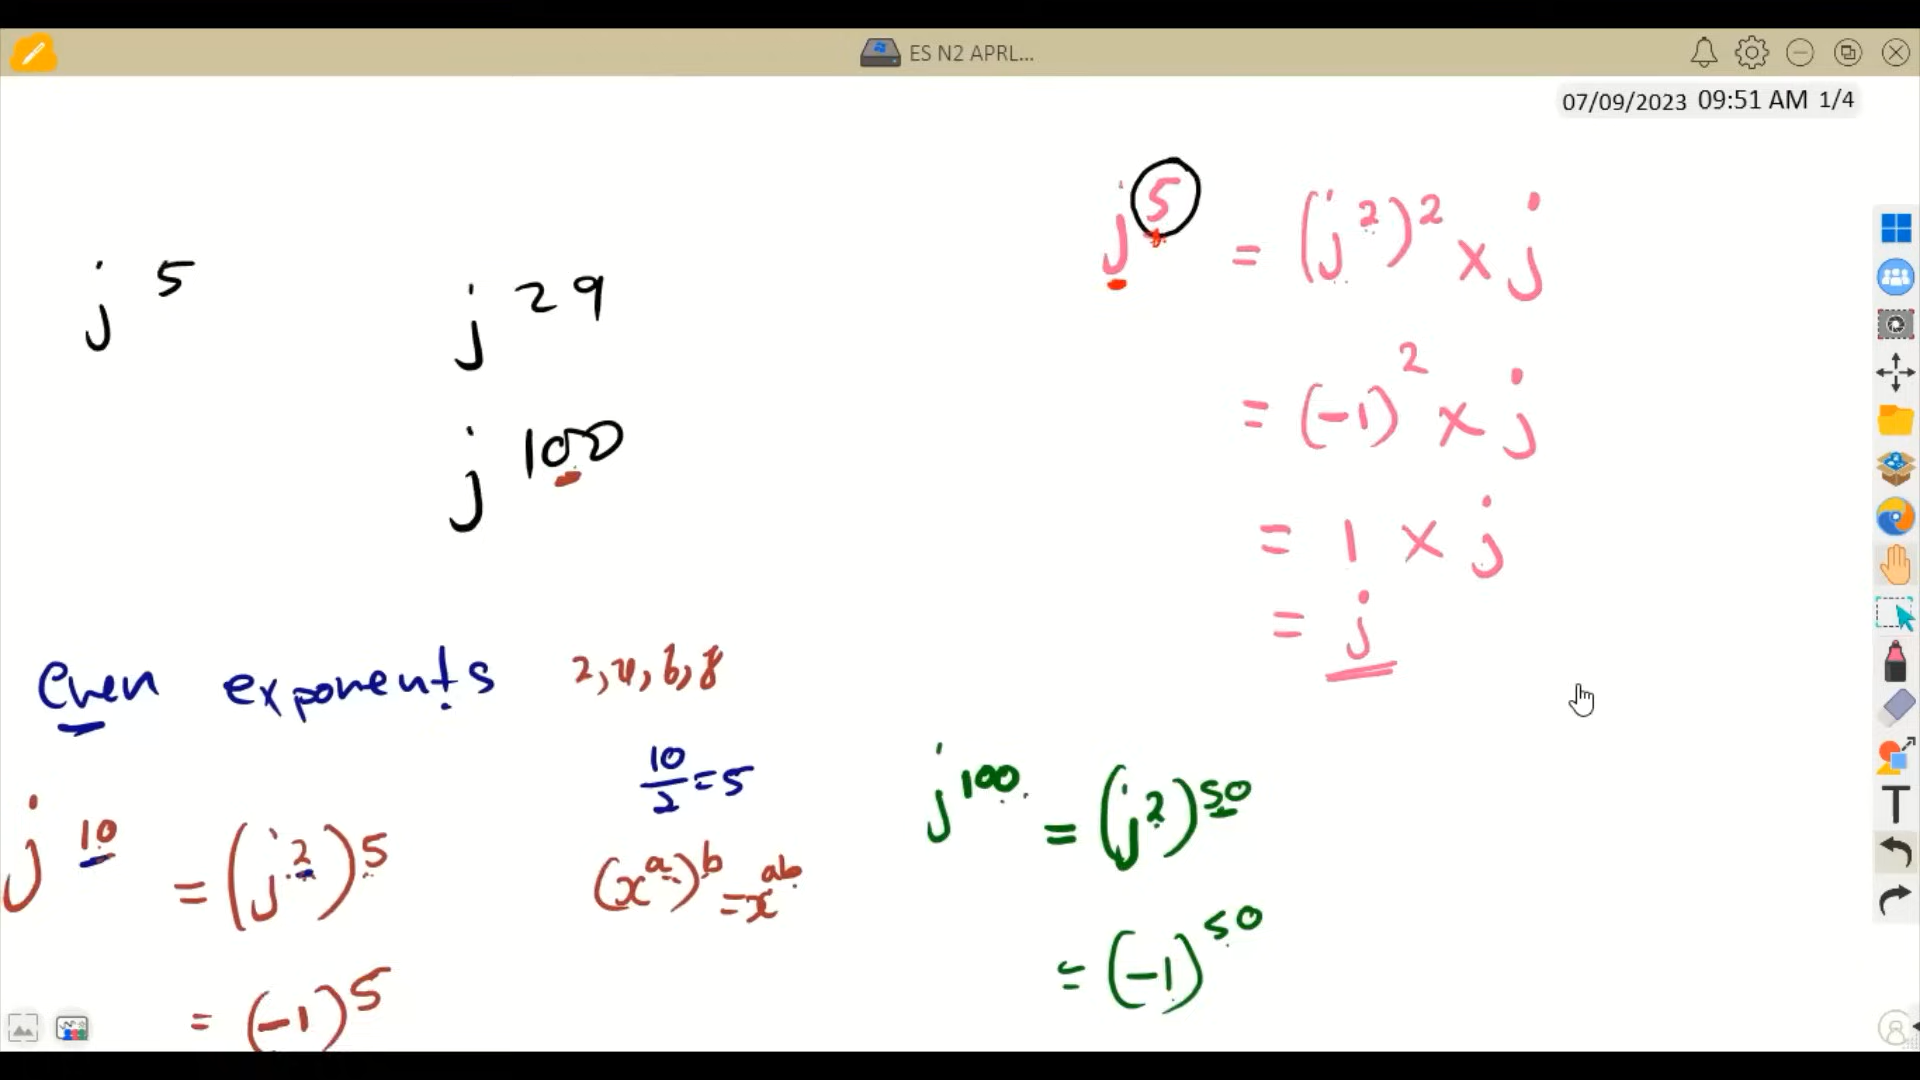 ES N2 APRL...
07/09/2023 09:51 AM 1/4
j^5
j^29
j^100
j^5 = (j^2)^2 × j
= (-1)^2 × j
= 1 × j
= j
even exponents 2, 4, 6, 8
10/2 = 5
j^10 = (j^2)^5
(x^a)^b = x^ab
= (-1)^5
j^100 = (j^2)^50
= (-1)^50
T